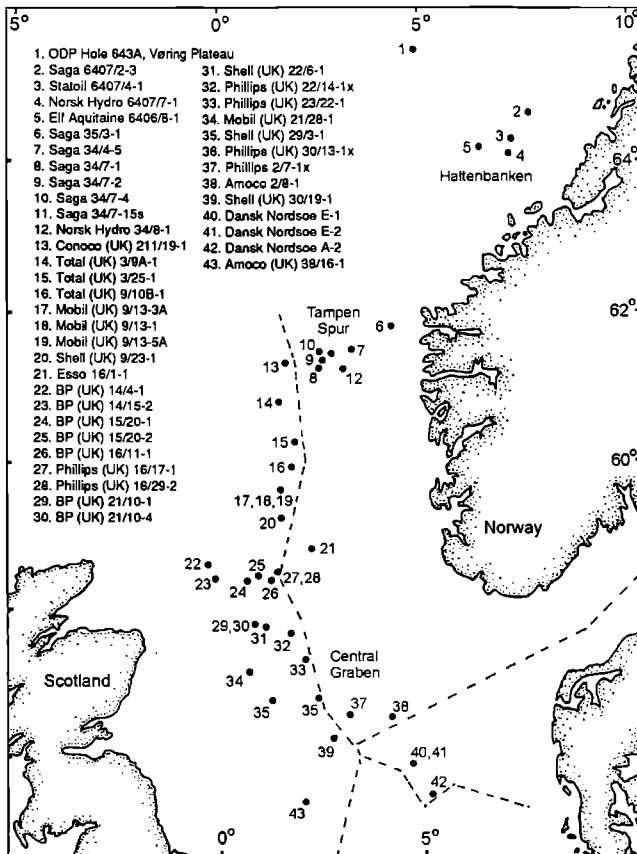 5°
0°
5°
10°
1. ODP Hole 643A, Vøring Plateau
2. Saga 6407/2-3
3. Statoil 6407/4-1
4. Norsk Hydro 6407/7-1
5. Elf Aquitaine 6406/8-1
6. Saga 35/3-1
7. Saga 34/4-5
8. Saga 34/7-1
9. Saga 34/7-2
10. Saga 34/7-4
11. Saga 34/7-15s
12. Norsk Hydro 34/8-1
13. Conoco (UK) 211/19-1
14. Total (UK) 3/9A-1
15. Total (UK) 3/25-1
16. Total (UK) 9/10B-1
17. Mobil (UK) 9/13-3A
18. Mobil (UK) 9/13-1
19. Mobil (UK) 9/13-5A
20. Shell (UK) 9/23-1
21. Esso 16/1-1
22. BP (UK) 14/4-1
23. BP (UK) 14/15-2
24. BP (UK) 15/20-1
25. BP (UK) 15/20-2
26. BP (UK) 16/11-1
27. Phillips (UK) 16/17-1
28. Phillips (UK) 16/29-2
29. BP (UK) 21/10-1
30. BP (UK) 21/10-4
31. Shell (UK) 22/6-1
32. Phillips (UK) 22/14-1x
33. Phillips (UK) 23/22-1
34. Mobil (UK) 21/28-1
35. Shell (UK) 29/3-1
36. Phillips (UK) 30/13-1x
37. Phillips 2/7-1x
38. Amoco 2/8-1
39. Shell (UK) 30/19-1
40. Dansk Nordsoe E-1
41. Dansk Nordsoe E-2
42. Dansk Nordsoe A-2
43. Amoco (UK) 38/16-1
1
2
3
5
4
64°
Haltenbanken
62°
Tampen
Spur
6
10
7
9
13
8
12
14
15
16
60°
17,18,19
20
Norway
21
22
25
23
24
26
27,28
29,30
31
32
Central
Graben
33
Scotland
34
35
35
37
38
39
40,41
42
43
0°
5°